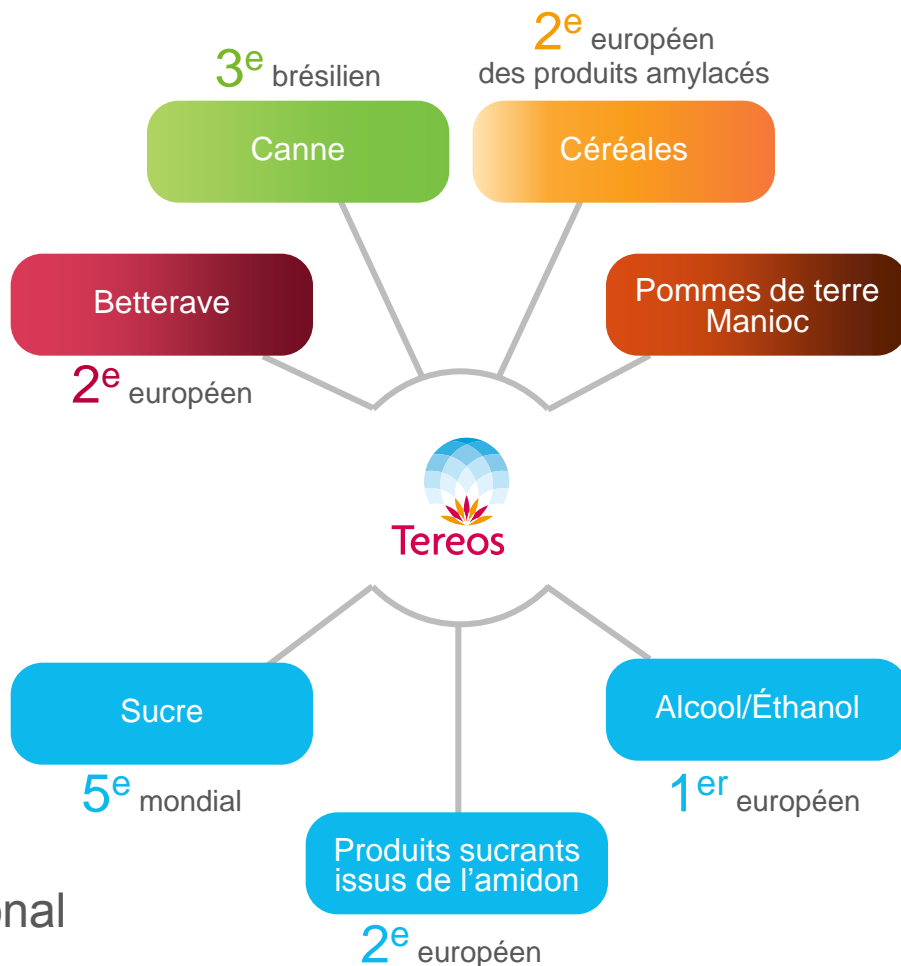 2e européen
des produits amylacés
3e brésilien
Canne
Céréales
Betterave
Pommes de terre
Manioc
2e européen
Tereos
Sucre
Alcool/Éthanol
5e mondial
1er européen
Produits sucrants
issus de l'amidon
2e européen